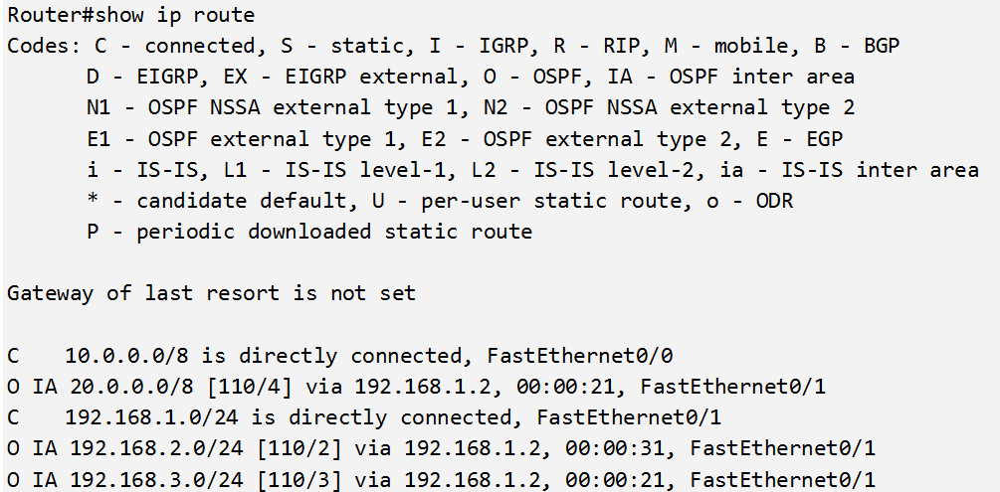 Router#show ip route
Codes: C - connected, S - static, I - IGRP, R - RIP, M - mobile, B - BGP
       D - EIGRP, EX - EIGRP external, O - OSPF, IA - OSPF inter area
       N1 - OSPF NSSA external type 1, N2 - OSPF NSSA external type 2
       E1 - OSPF external type 1, E2 - OSPF external type 2, E - EGP
       i - IS-IS, L1 - IS-IS level-1, L2 - IS-IS level-2, ia - IS-IS inter area
       * - candidate default, U - per-user static route, o - ODR
       P - periodic downloaded static route

Gateway of last resort is not set

C    10.0.0.0/8 is directly connected, FastEthernet0/0
O IA 20.0.0.0/8 [110/4] via 192.168.1.2, 00:00:21, FastEthernet0/1
C    192.168.1.0/24 is directly connected, FastEthernet0/1
O IA 192.168.2.0/24 [110/2] via 192.168.1.2, 00:00:31, FastEthernet0/1
O IA 192.168.3.0/24 [110/3] via 192.168.1.2, 00:00:21, FastEthernet0/1